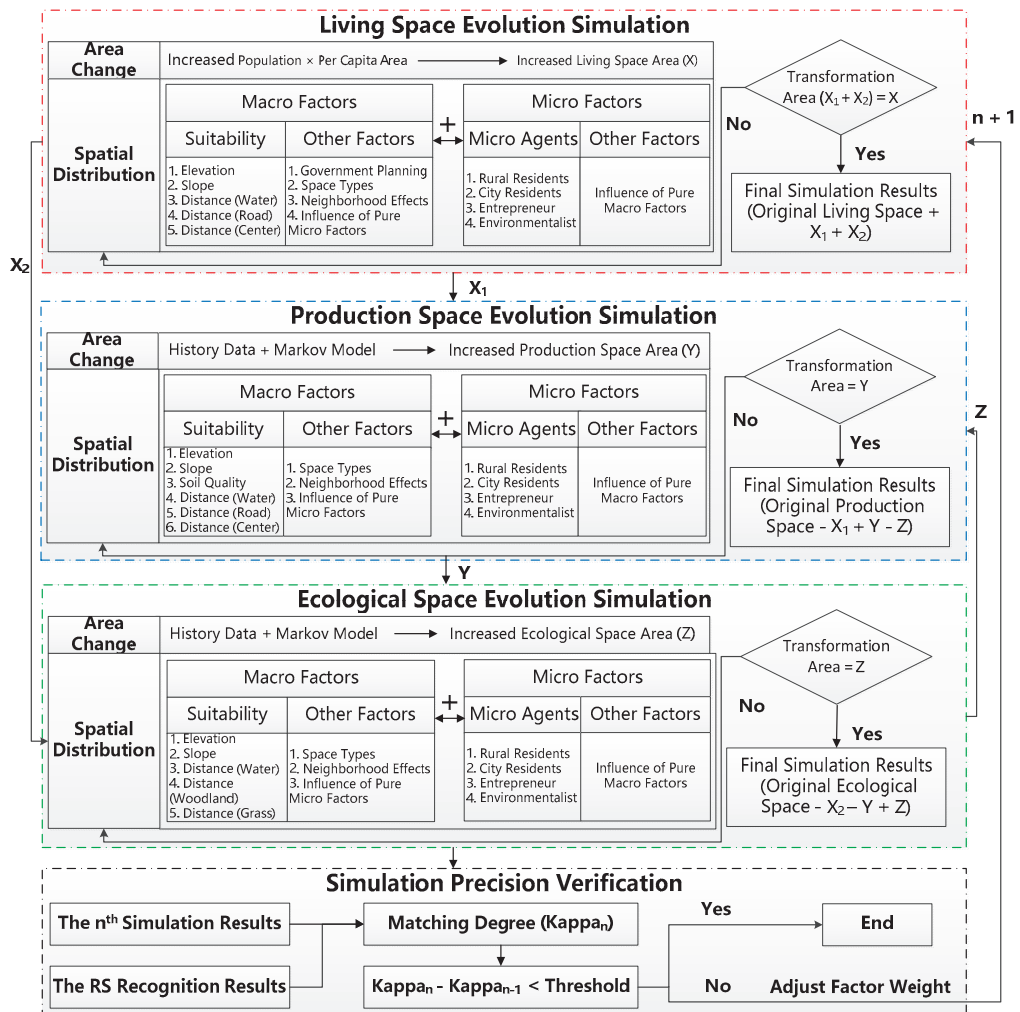 Living Space Evolution Simulation
Area
Change
Increased Population × Per Capita Area
Increased Living Space Area (X)
Spatial
Distribution
Macro Factors
Suitability
Other Factors
1. Elevation
2. Slope
3. Distance (Water)
4. Distance (Road)
5. Distance (Center)
1. Government Planning
2. Space Types
3. Neighborhood Effects
4. Influence of Pure
Micro Factors
+
Micro Factors
Micro Agents
Other Factors
1. Rural Residents
2. City Residents
3. Entrepreneur
4. Environmentalist
Influence of Pure
Macro Factors
Transformation
Area (X₁ + X₂) = X
No
Yes
Final Simulation Results
(Original Living Space +
X₁ + X₂)
n + 1
X₂
X₁
Production Space Evolution Simulation
Area
Change
History Data + Markov Model
Increased Production Space Area (Y)
Spatial
Distribution
Macro Factors
Suitability
Other Factors
1. Elevation
2. Slope
3. Soil Quality
4. Distance (Water)
5. Distance (Road)
6. Distance (Center)
1. Space Types
2. Neighborhood Effects
3. Influence of Pure
Micro Factors
+
Micro Factors
Micro Agents
Other Factors
1. Rural Residents
2. City Residents
3. Entrepreneur
4. Environmentalist
Influence of Pure
Macro Factors
Transformation
Area = Y
No
Yes
Final Simulation Results
(Original Production
Space - X₁ + Y - Z)
Z
Y
Ecological Space Evolution Simulation
Area
Change
History Data + Markov Model
Increased Ecological Space Area (Z)
Spatial
Distribution
Macro Factors
Suitability
Other Factors
1. Elevation
2. Slope
3. Distance (Water)
4. Distance
(Woodland)
5. Distance (Grass)
1. Space Types
2. Neighborhood Effects
3. Influence of Pure
Micro Factors
+
Micro Factors
Micro Agents
Other Factors
1. Rural Residents
2. City Residents
3. Entrepreneur
4. Environmentalist
Influence of Pure
Macro Factors
Transformation
Area = Z
No
Yes
Final Simulation Results
(Original Ecological
Space - X₂ – Y + Z)
Simulation Precision Verification
The nᵗʰ Simulation Results
The RS Recognition Results
Matching Degree (Kappaₙ)
Kappaₙ - Kappaₙ₋₁ < Threshold
Yes
End
No
Adjust Factor Weight